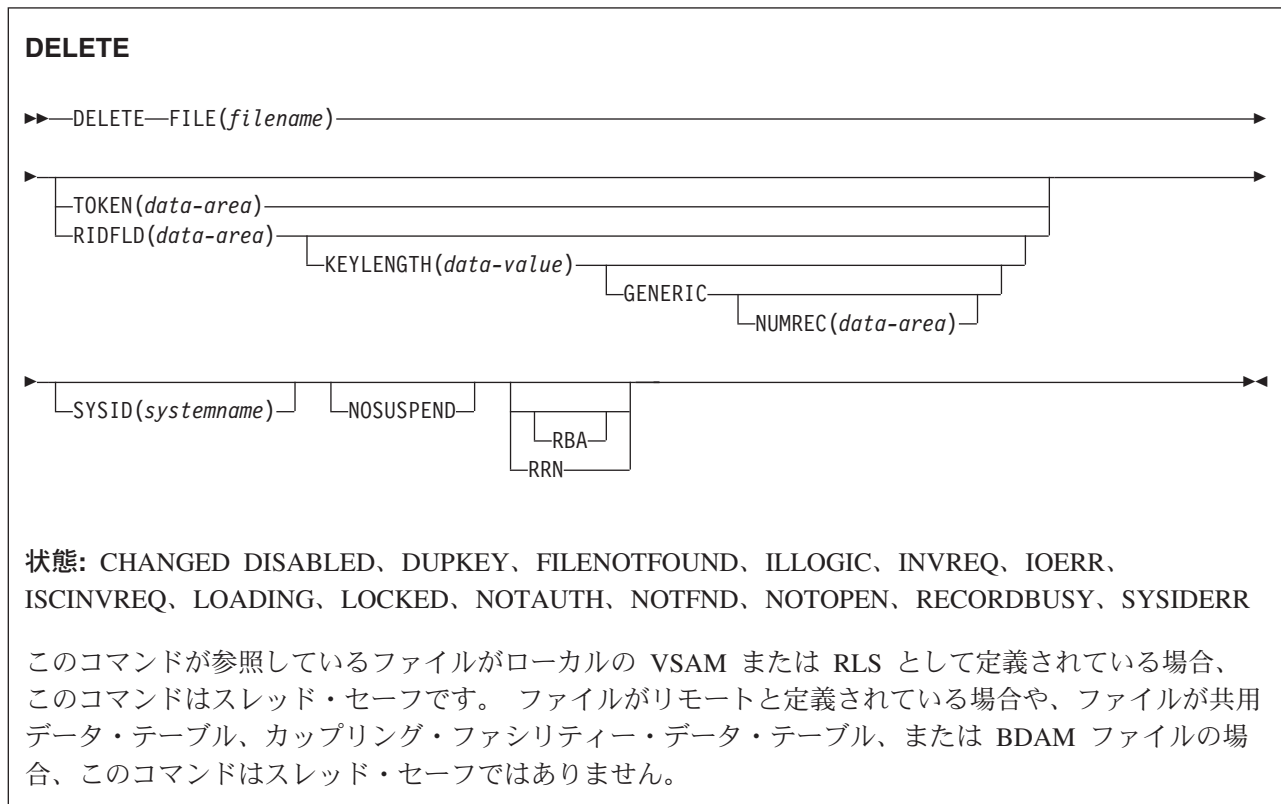 DELETE
DELETE FILE(filename)
TOKEN(data-area)
RIDFLD(data-area)
KEYLENGTH(data-value)
GENERIC
NUMREC(data-area)
SYSID(systemname) NOSUSPEND
RBA
RRN
状態: CHANGED DISABLED、DUPKEY、FILENOTFOUND、ILLOGIC、INVREQ、IOERR、
ISCINVREQ、LOADING、LOCKED、NOTAUTH、NOTFND、NOTOPEN、RECORDBUSY、SYSIDERR
このコマンドが参照しているファイルがローカルの VSAM または RLS として定義されている場合、
このコマンドはスレッド・セーフです。 ファイルがリモートと定義されている場合や、ファイルが共用
データ・テーブル、カップリング・ファシリティー・データ・テーブル、または BDAM ファイルの場
合、このコマンドはスレッド・セーフではありません。